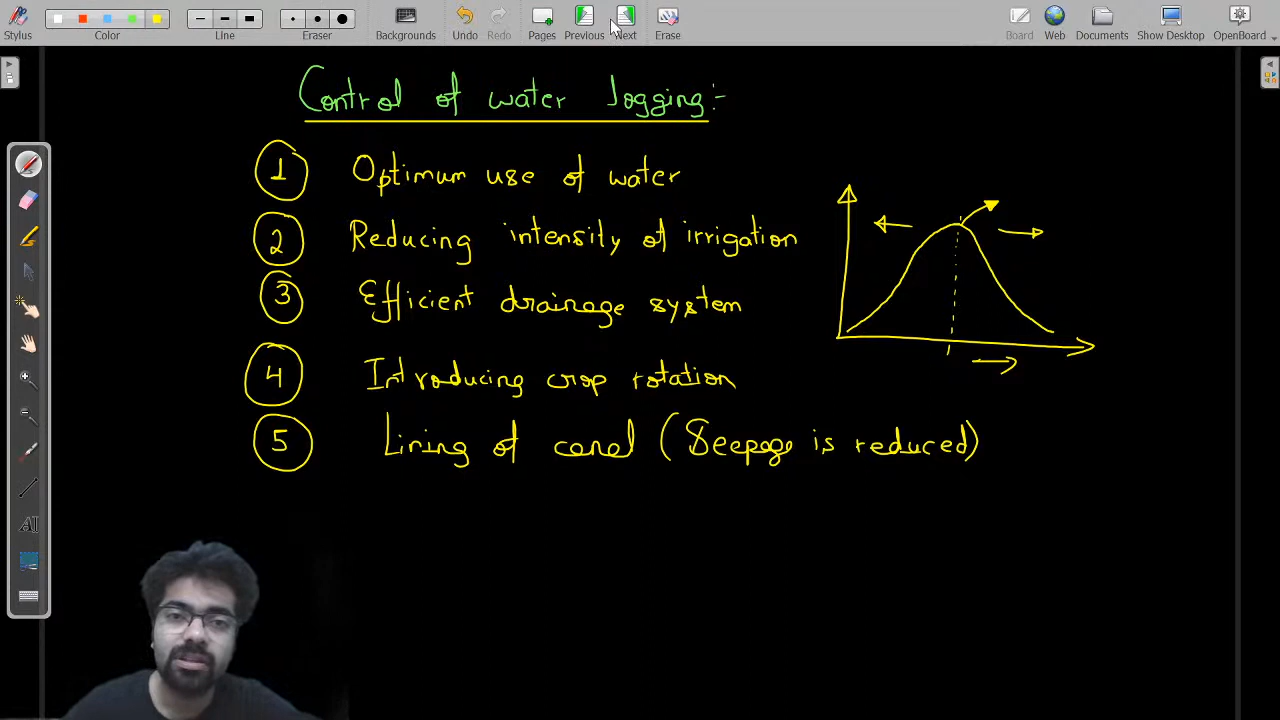 Stylus
Color
Line
Eraser
Backgrounds
Undo
Redo
Pages
Previous
Next
Erase
Board
Web
Documents
Show Desktop
OpenBoard
Control of water logging:-
1 Optimum use of water
2 Reducing intensity of irrigation
3 Efficient drainage system
4 Introducing crop rotation
5 Lining of canal (Seepage is reduced)